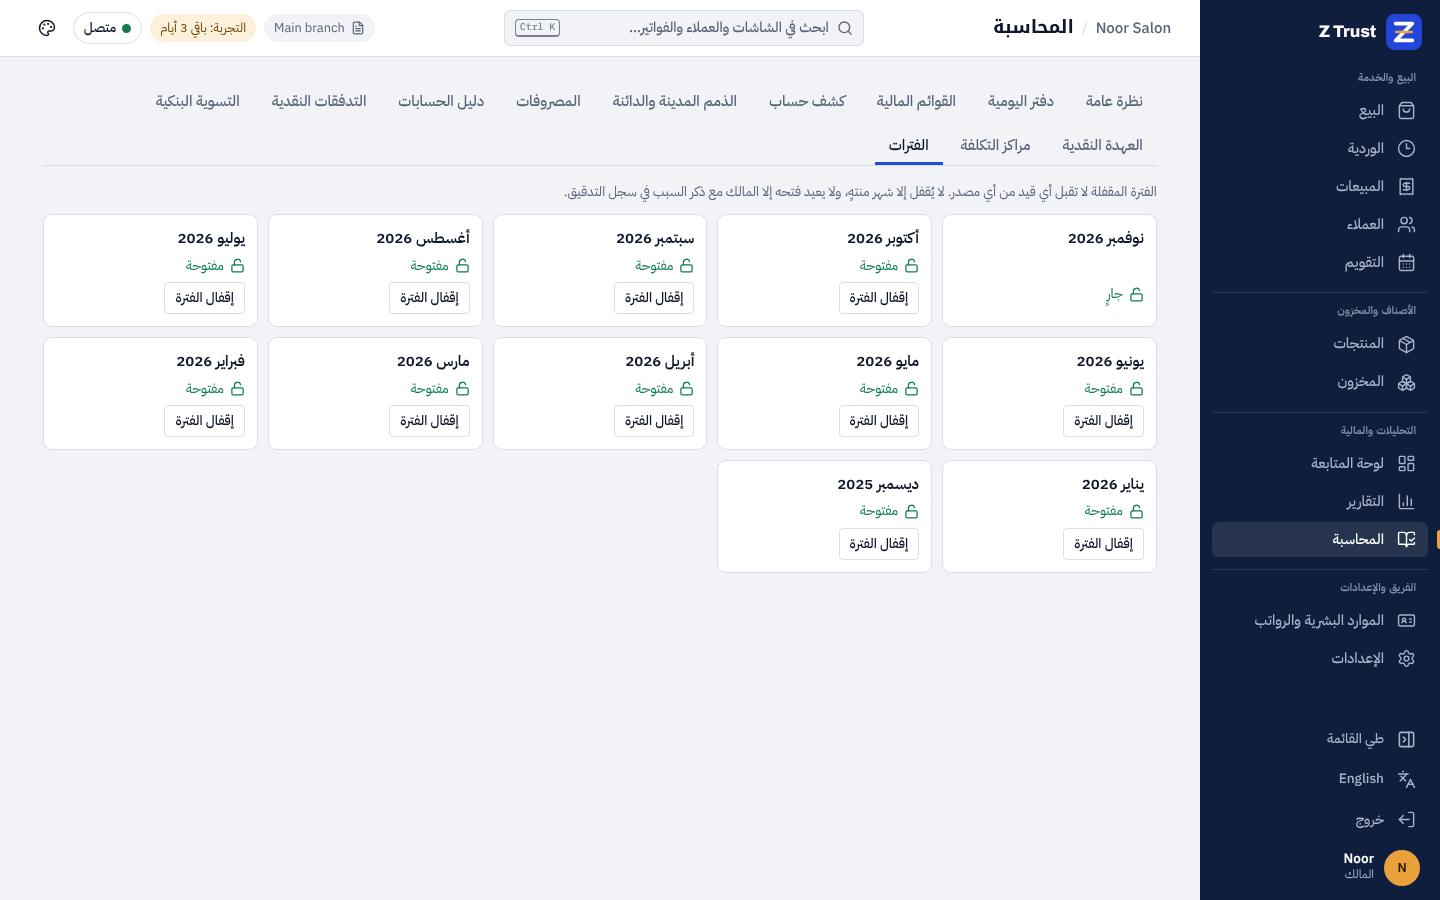 Z Trust
البيع والخدمة
البيع
الوردية
المبيعات
العملاء
التقويم
الأصناف والمخزون
المنتجات
المخزون
التحليلات والمالية
لوحة المتابعة
التقارير
المحاسبة
الفريق والإعدادات
الموارد البشرية والرواتب
الإعدادات
طي القائمة
English
خروج
N
Noor
المالك
Noor Salon / المحاسبة
ابحث في الشاشات والعملاء والفواتير... Ctrl K
Main branch
التجربة: باقي 3 أيام
متصل
نظرة عامة دفتر اليومية القوائم المالية كشف حساب الذمم المدينة والدائنة المصروفات دليل الحسابات التدفقات النقدية التسوية البنكية
العهدة النقدية مراكز التكلفة الفترات
الفترة المقفلة لا تقبل أي قيد من أي مصدر. لا يُقفل إلا شهر منتهٍ، ولا يعيد فتحه إلا المالك مع ذكر السبب في سجل التدقيق.
نوفمبر 2026
جارٍ
أكتوبر 2026
مفتوحة
إقفال الفترة
سبتمبر 2026
مفتوحة
إقفال الفترة
أغسطس 2026
مفتوحة
إقفال الفترة
يوليو 2026
مفتوحة
إقفال الفترة
يونيو 2026
مفتوحة
إقفال الفترة
مايو 2026
مفتوحة
إقفال الفترة
أبريل 2026
مفتوحة
إقفال الفترة
مارس 2026
مفتوحة
إقفال الفترة
فبراير 2026
مفتوحة
إقفال الفترة
يناير 2026
مفتوحة
إقفال الفترة
ديسمبر 2025
مفتوحة
إقفال الفترة